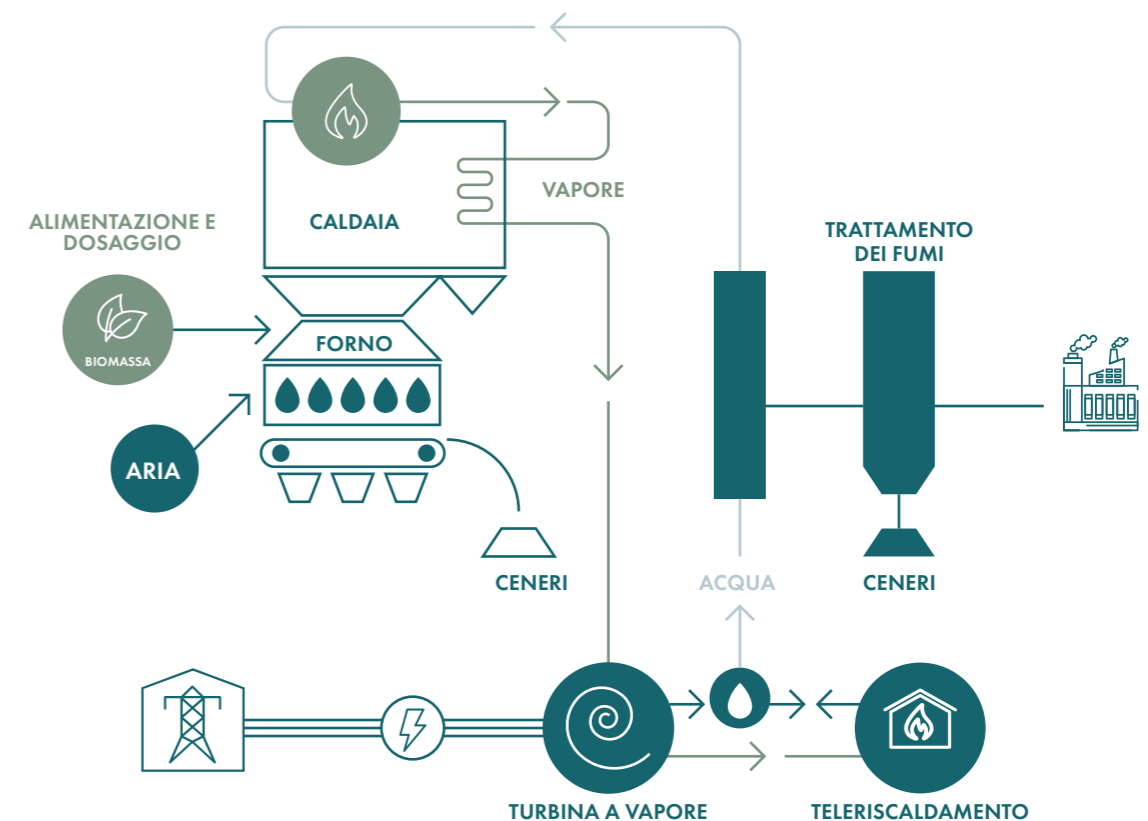 VAPORE
ALIMENTAZIONE E
DOSAGGIO
CALDAIA
TRATTAMENTO
DEI FUMI
FORNO
BIOMASSA
ARIA
CENERI
ACQUA
CENERI
TURBINA A VAPORE
TELERISCALDAMENTO